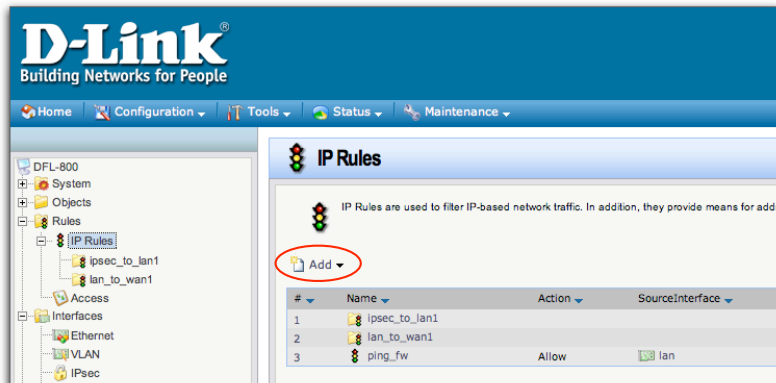 D-Link®
Building Networks for People
Home Configuration Tools Status Maintenance
DFL-800
System
Objects
Rules
IP Rules
ipsec_to_lan1
lan_to_wan1
Access
Interfaces
Ethernet
VLAN
IPsec
IP Rules
IP Rules are used to filter IP-based network traffic. In addition, they provide means for add
Add
# Name Action SourceInterface
1 ipsec_to_lan1
2 lan_to_wan1
3 ping_fw Allow lan